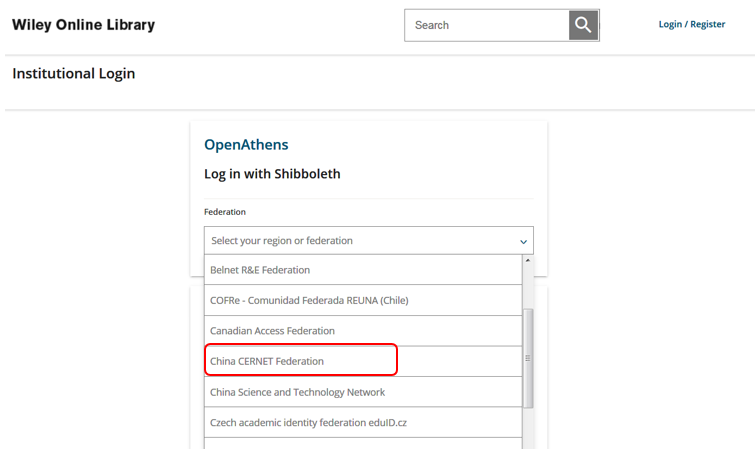 Wiley Online Library
Search
Login / Register
Institutional Login
OpenAthens
Log in with Shibboleth
Federation
Select your region or federation
Belnet R&E Federation
COFRe - Comunidad Federada REUNA (Chile)
Canadian Access Federation
China CERNET Federation
China Science and Technology Network
Czech academic identity federation eduID.cz